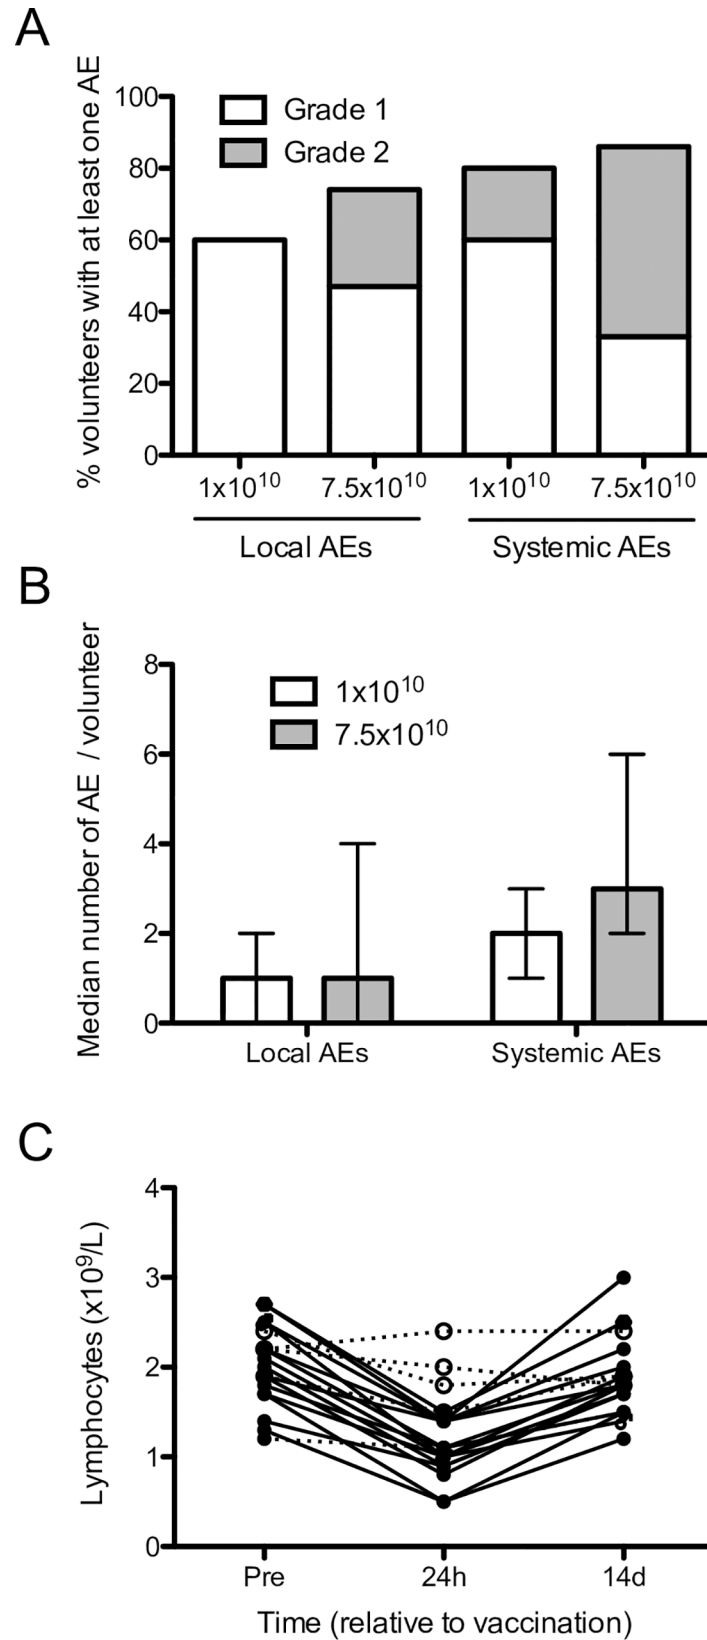 A
% volunteers with at least one AE
100
80
60
40
20
0
Grade 1
Grade 2
1x10¹⁰ 7.5x10¹⁰ 1x10¹⁰ 7.5x10¹⁰
Local AEs Systemic AEs
B
Median number of AE / volunteer
8
6
4
2
0
1x10¹⁰
7.5x10¹⁰
Local AEs Systemic AEs
C
Lymphocytes (x10⁹/L)
4
3
2
1
0
Pre 24h 14d
Time (relative to vaccination)